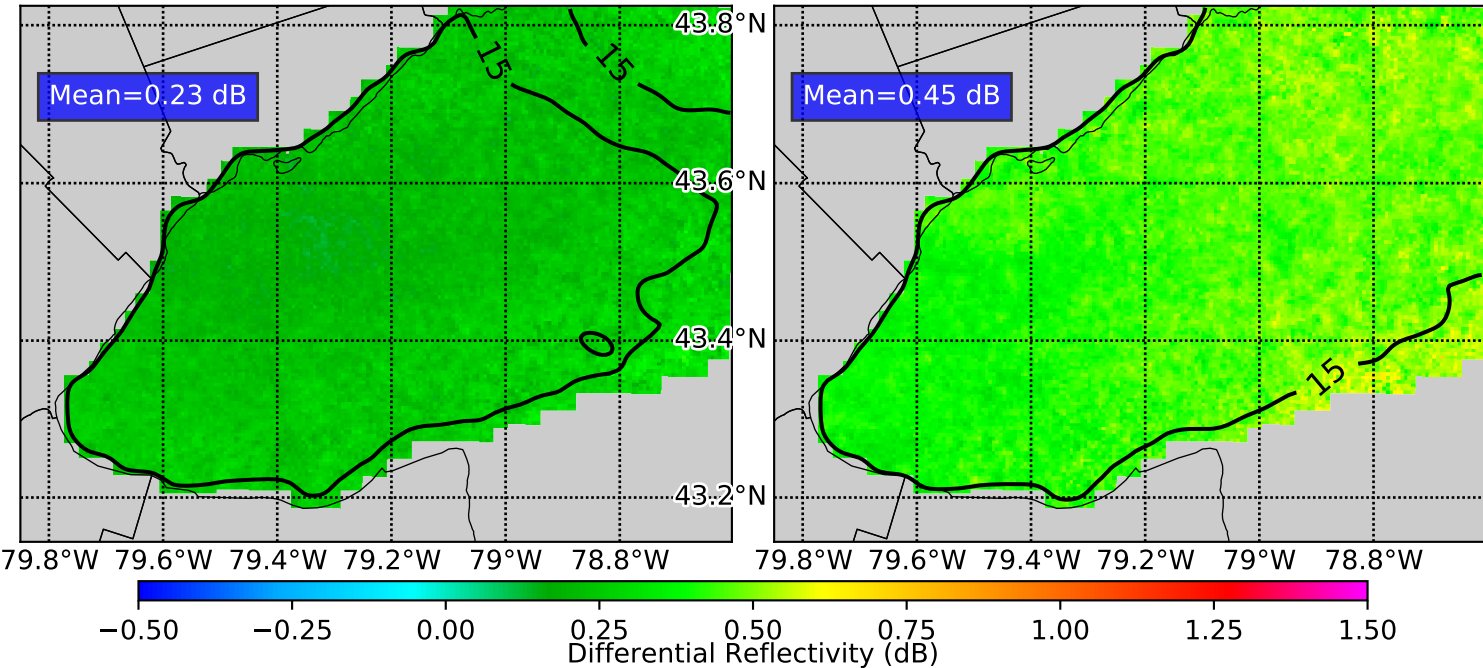 Mean=0.23 dB
15
15
43.8°N
43.6°N
43.4°N
43.2°N
Mean=0.45 dB
15
79.8°W 79.6°W 79.4°W 79.2°W 79°W 78.8°W
79.8°W 79.6°W 79.4°W 79.2°W 79°W 78.8°W
−0.50 −0.25 0.00 0.25 0.50 0.75 1.00 1.25 1.50
Differential Reflectivity (dB)